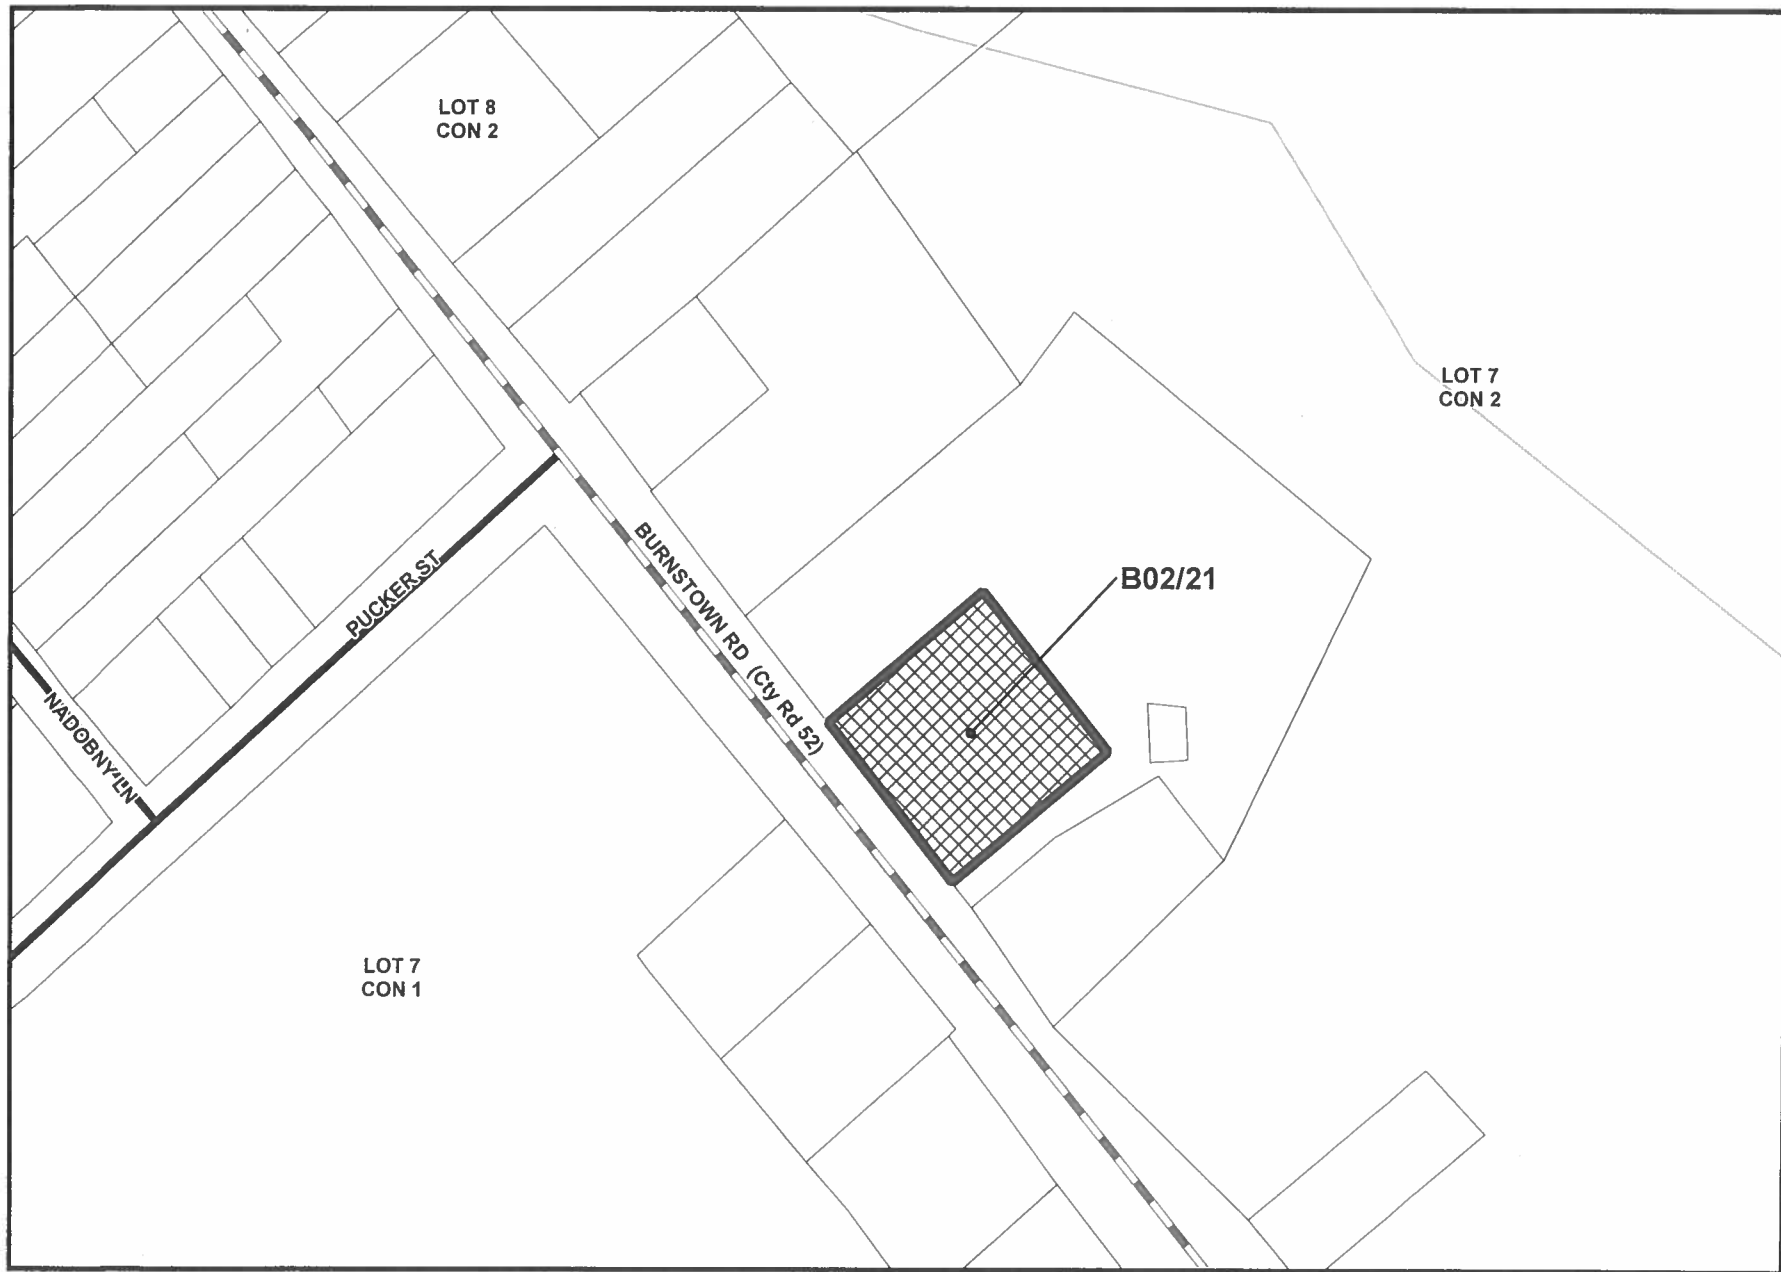 LOT 8
CON 2
LOT 7
CON 2
BURNSTOWN RD (Cty Rd 52)
B02/21
PUCKER ST
NADOBNY LN
LOT 7
CON 1